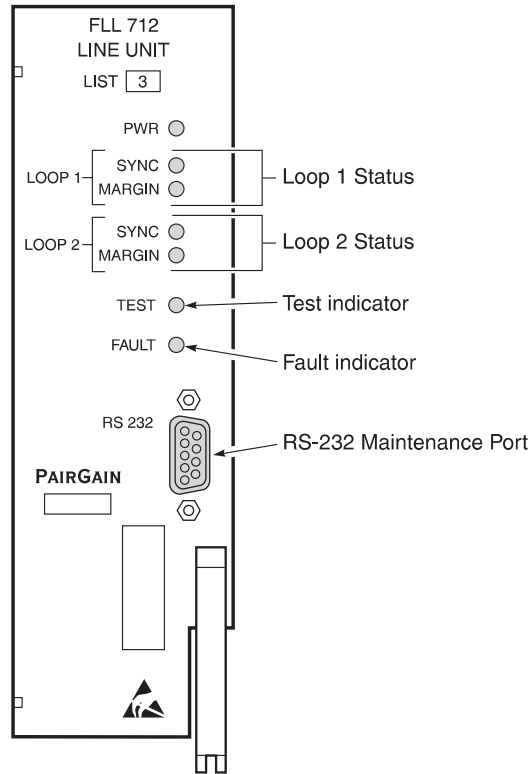 FLL 712
LINE UNIT
LIST 3
PWR
LOOP 1
SYNC
MARGIN
Loop 1 Status
LOOP 2
SYNC
MARGIN
Loop 2 Status
TEST
Test indicator
FAULT
Fault indicator
RS 232
RS-232 Maintenance Port
PAIRGAIN